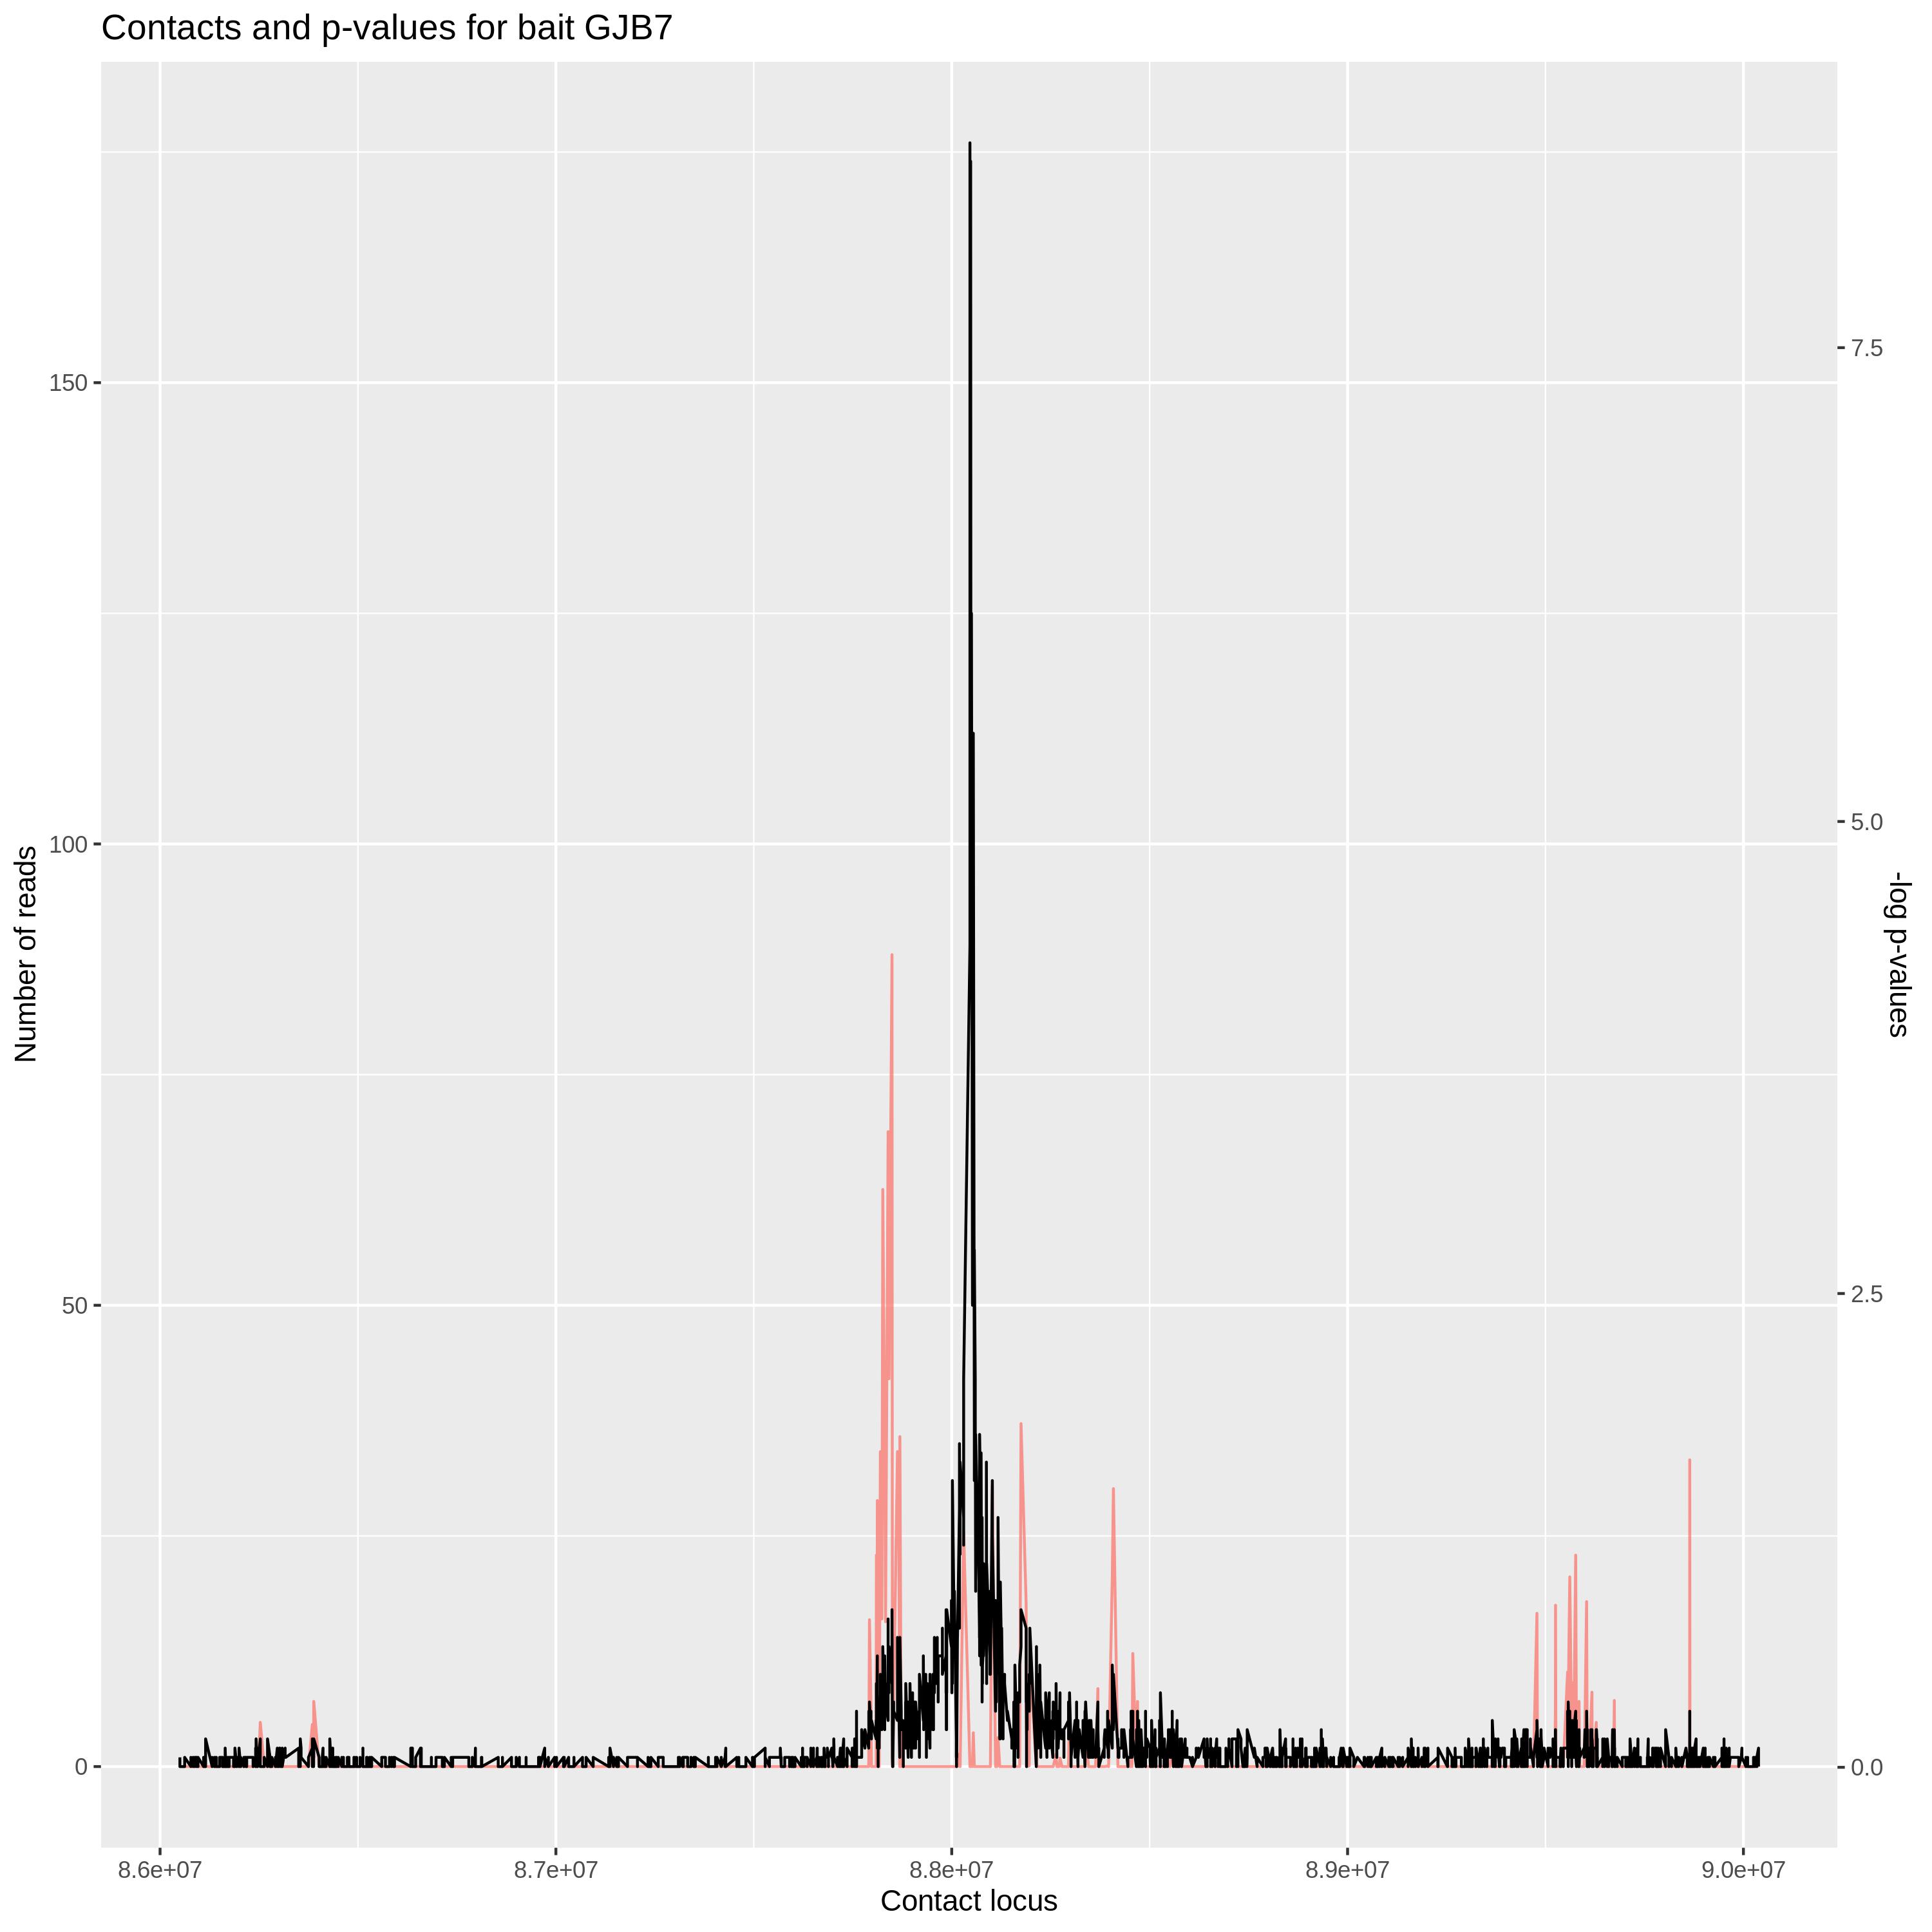 Contacts and p-values for bait GJB7
150
100
50
0
Number of reads
7.5
5.0
2.5
0.0
-log p-values
8.6e+07
8.7e+07
8.8e+07
8.9e+07
9.0e+07
Contact locus